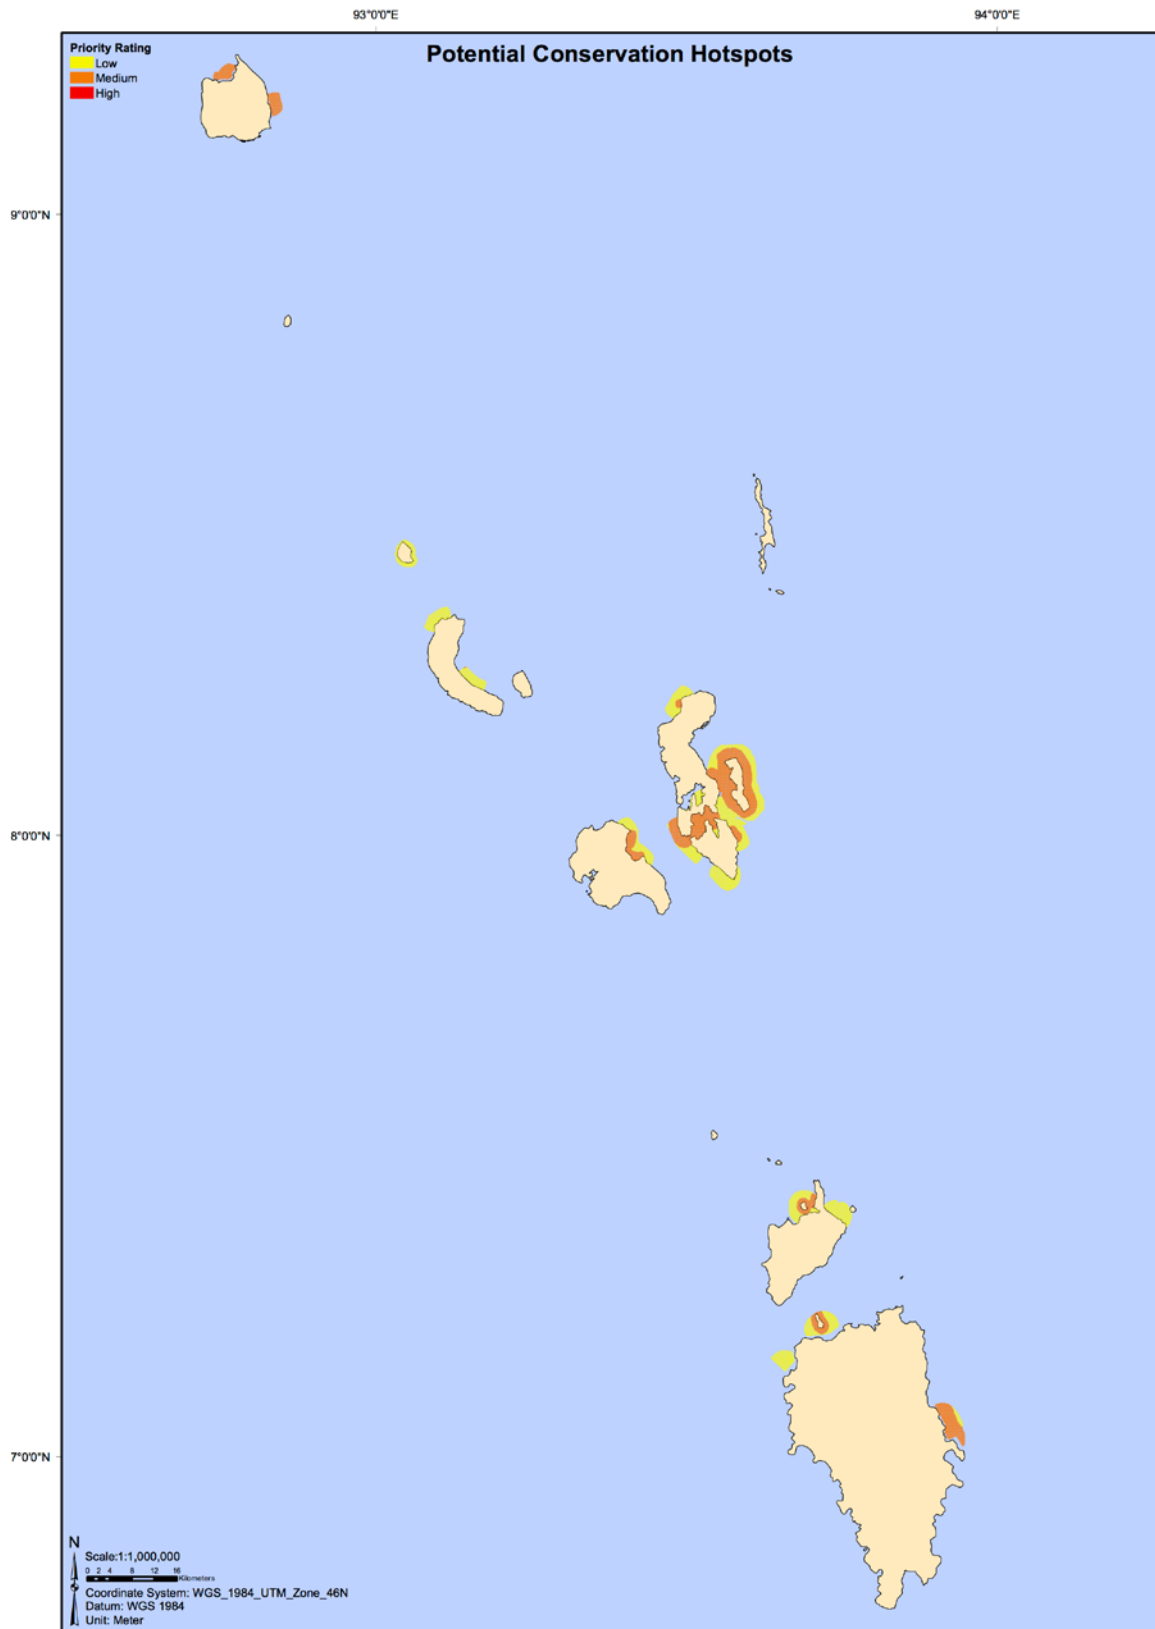 93°0'0"E
94°0'0"E
Potential Conservation Hotspots
Priority Rating
Low
Medium
High
9°0'0"N
8°0'0"N
7°0'0"N
N
Scale:1:1,000,000
0 2 4 8 12 16
Kilometers
Coordinate System: WGS_1984_UTM_Zone_46N
Datum: WGS 1984
Unit: Meter